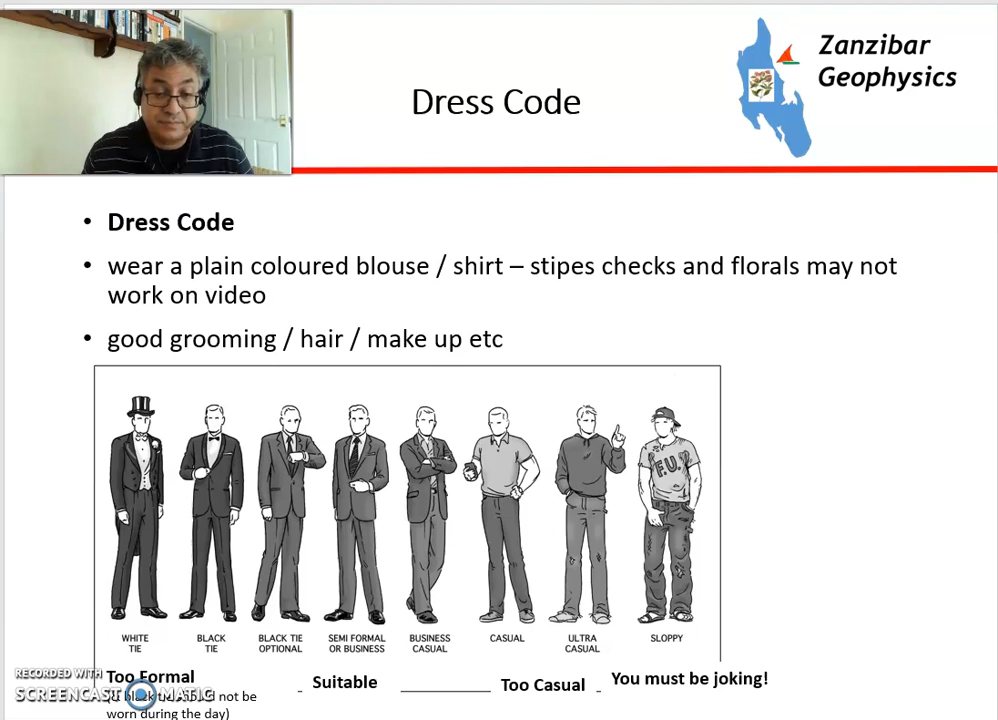 Zanzibar
Geophysics
Dress Code
• Dress Code
• wear a plain coloured blouse / shirt – stipes checks and florals may not
work on video
• good grooming / hair / make up etc
F.U.
WHITE
TIE
BLACK
TIE
BLACK TIE
OPTIONAL
SEMI FORMAL
OR BUSINESS
BUSINESS
CASUAL
CASUAL
ULTRA
CASUAL
SLOPPY
Too Formal
Suitable
Too Casual
You must be joking!
black tie should not be
worn during the day)
RECORDED WITH
SCREENCAST MATIC